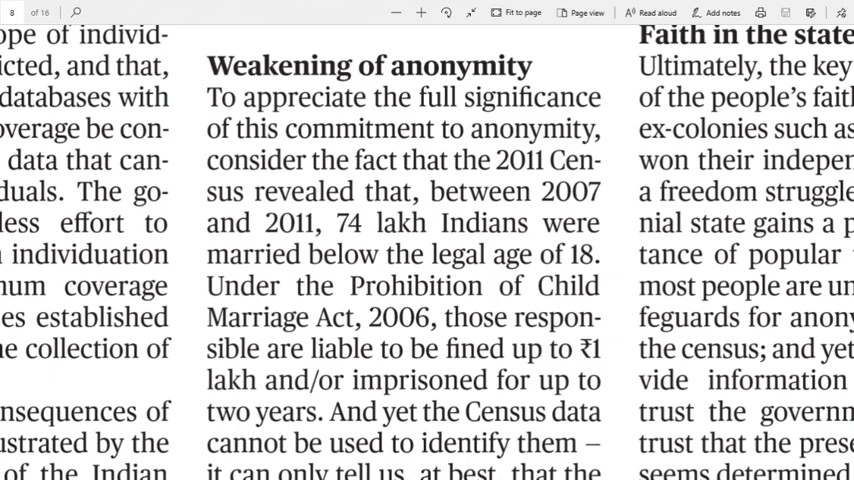 8 of 16
Fit to page
Page view
Read aloud
Add notes
ope of individ-
icted, and that,
databases with
overage be con-
data that can-
duals. The go-
less effort to
individuation
num coverage
es established
e collection of
nsequences of
ustrated by the
of the Indian
Weakening of anonymity
To appreciate the full significance
of this commitment to anonymity,
consider the fact that the 2011 Cen-
sus revealed that, between 2007
and 2011, 74 lakh Indians were
married below the legal age of 18.
Under the Prohibition of Child
Marriage Act, 2006, those respon-
sible are liable to be fined up to ₹1
lakh and/or imprisoned for up to
two years. And yet the Census data
cannot be used to identify them –
it can only tell us, at best, that the
Faith in the state
Ultimately, the key
of the people's fait
ex-colonies such as
won their indepen
a freedom struggle
nial state gains a p
tance of popular
most people are un
feguards for anony
the census; and yet
vide information
trust the governm
trust that the prese
seems determined